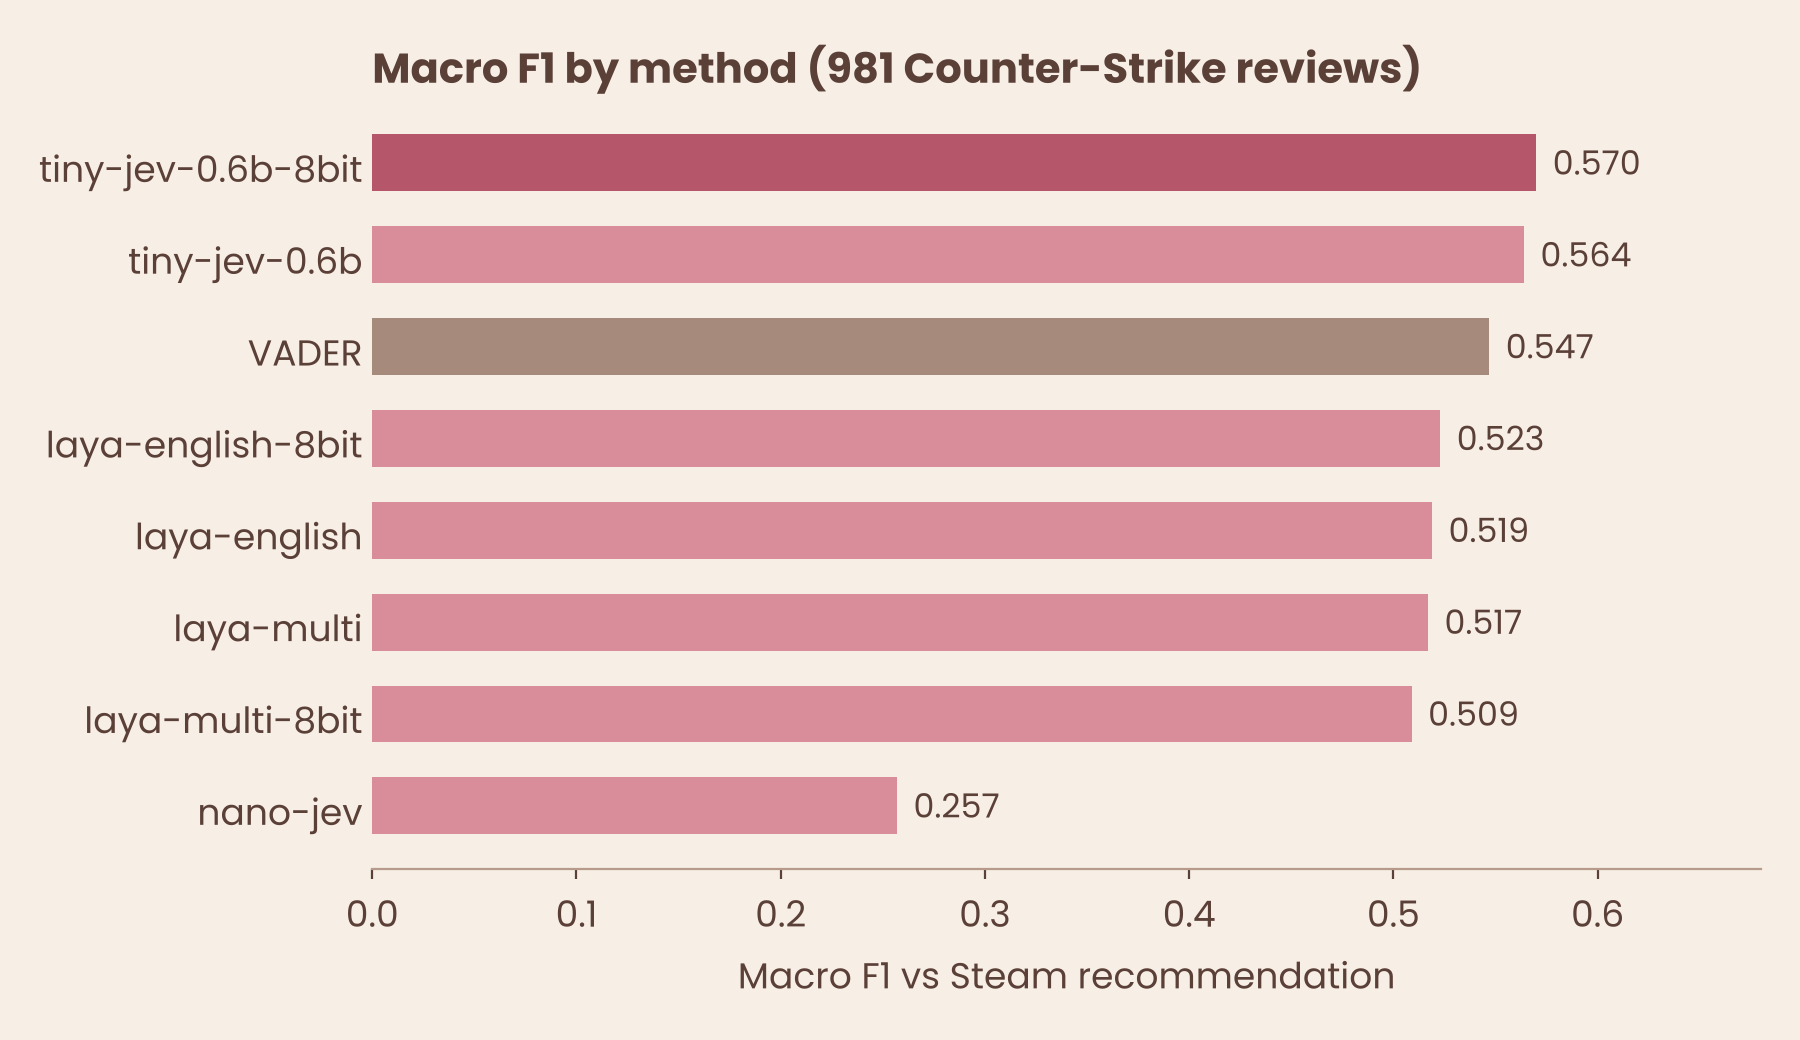 Macro F1 by method (981 Counter-Strike reviews)
tiny-jev-0.6b-8bit 0.570
tiny-jev-0.6b 0.564
VADER 0.547
laya-english-8bit 0.523
laya-english 0.519
laya-multi 0.517
laya-multi-8bit 0.509
nano-jev 0.257
0.0 0.1 0.2 0.3 0.4 0.5 0.6
Macro F1 vs Steam recommendation